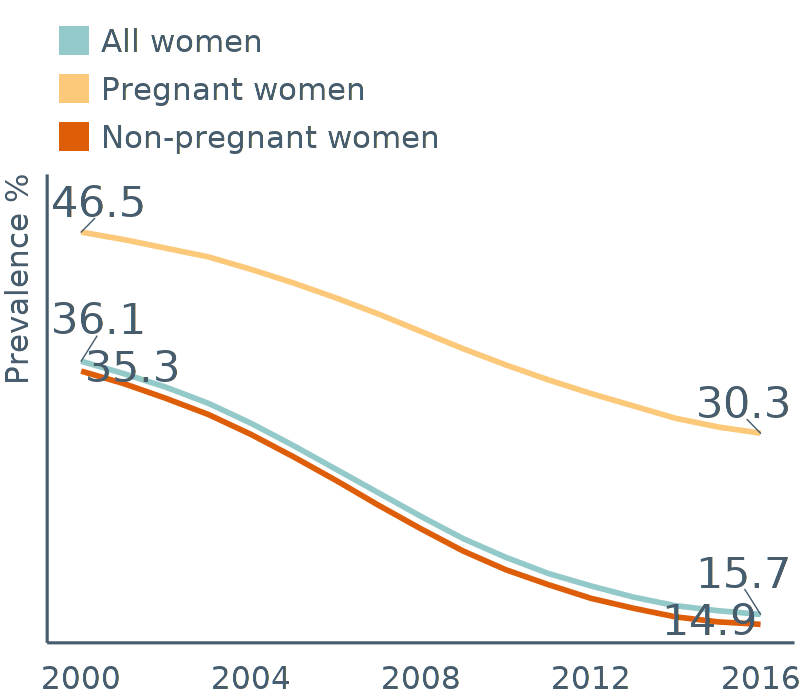 All women
Pregnant women
Non-pregnant women
Prevalence %
46.5
36.1
35.3
30.3
15.7
14.9
2000 2004 2008 2012 2016